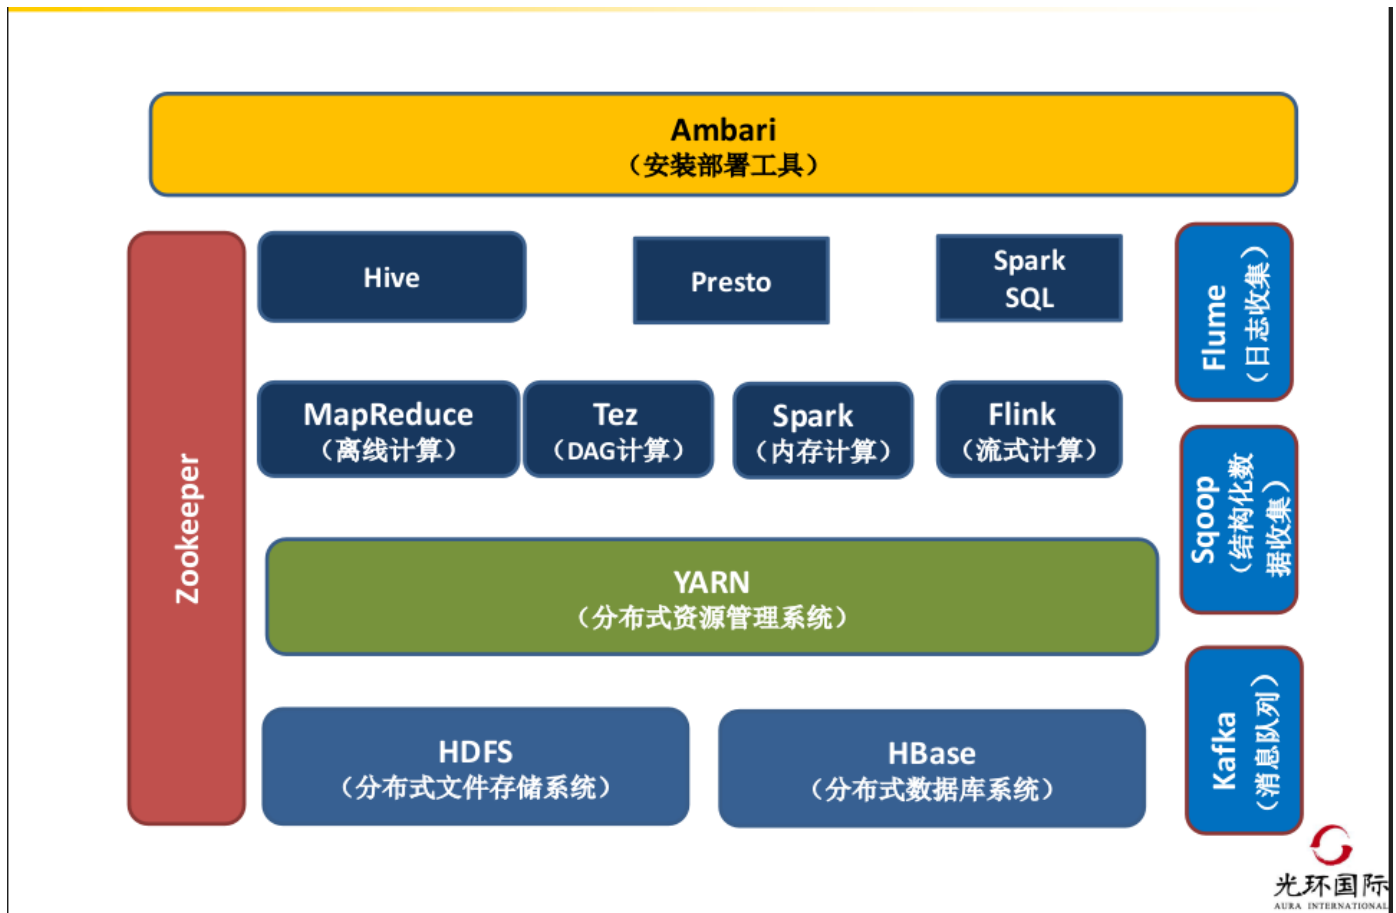 Ambari
（安装部署工具）
Zookeeper
Hive
Presto
Spark
SQL
Flume
（日志收集）
MapReduce
（离线计算）
Tez
（DAG计算）
Spark
（内存计算）
Flink
（流式计算）
Sqoop
（结构化数
据收集）
YARN
（分布式资源管理系统）
HDFS
（分布式文件存储系统）
HBase
（分布式数据库系统）
Kafka
（消息队列）
光环国际
AURA INTERNATIONAL